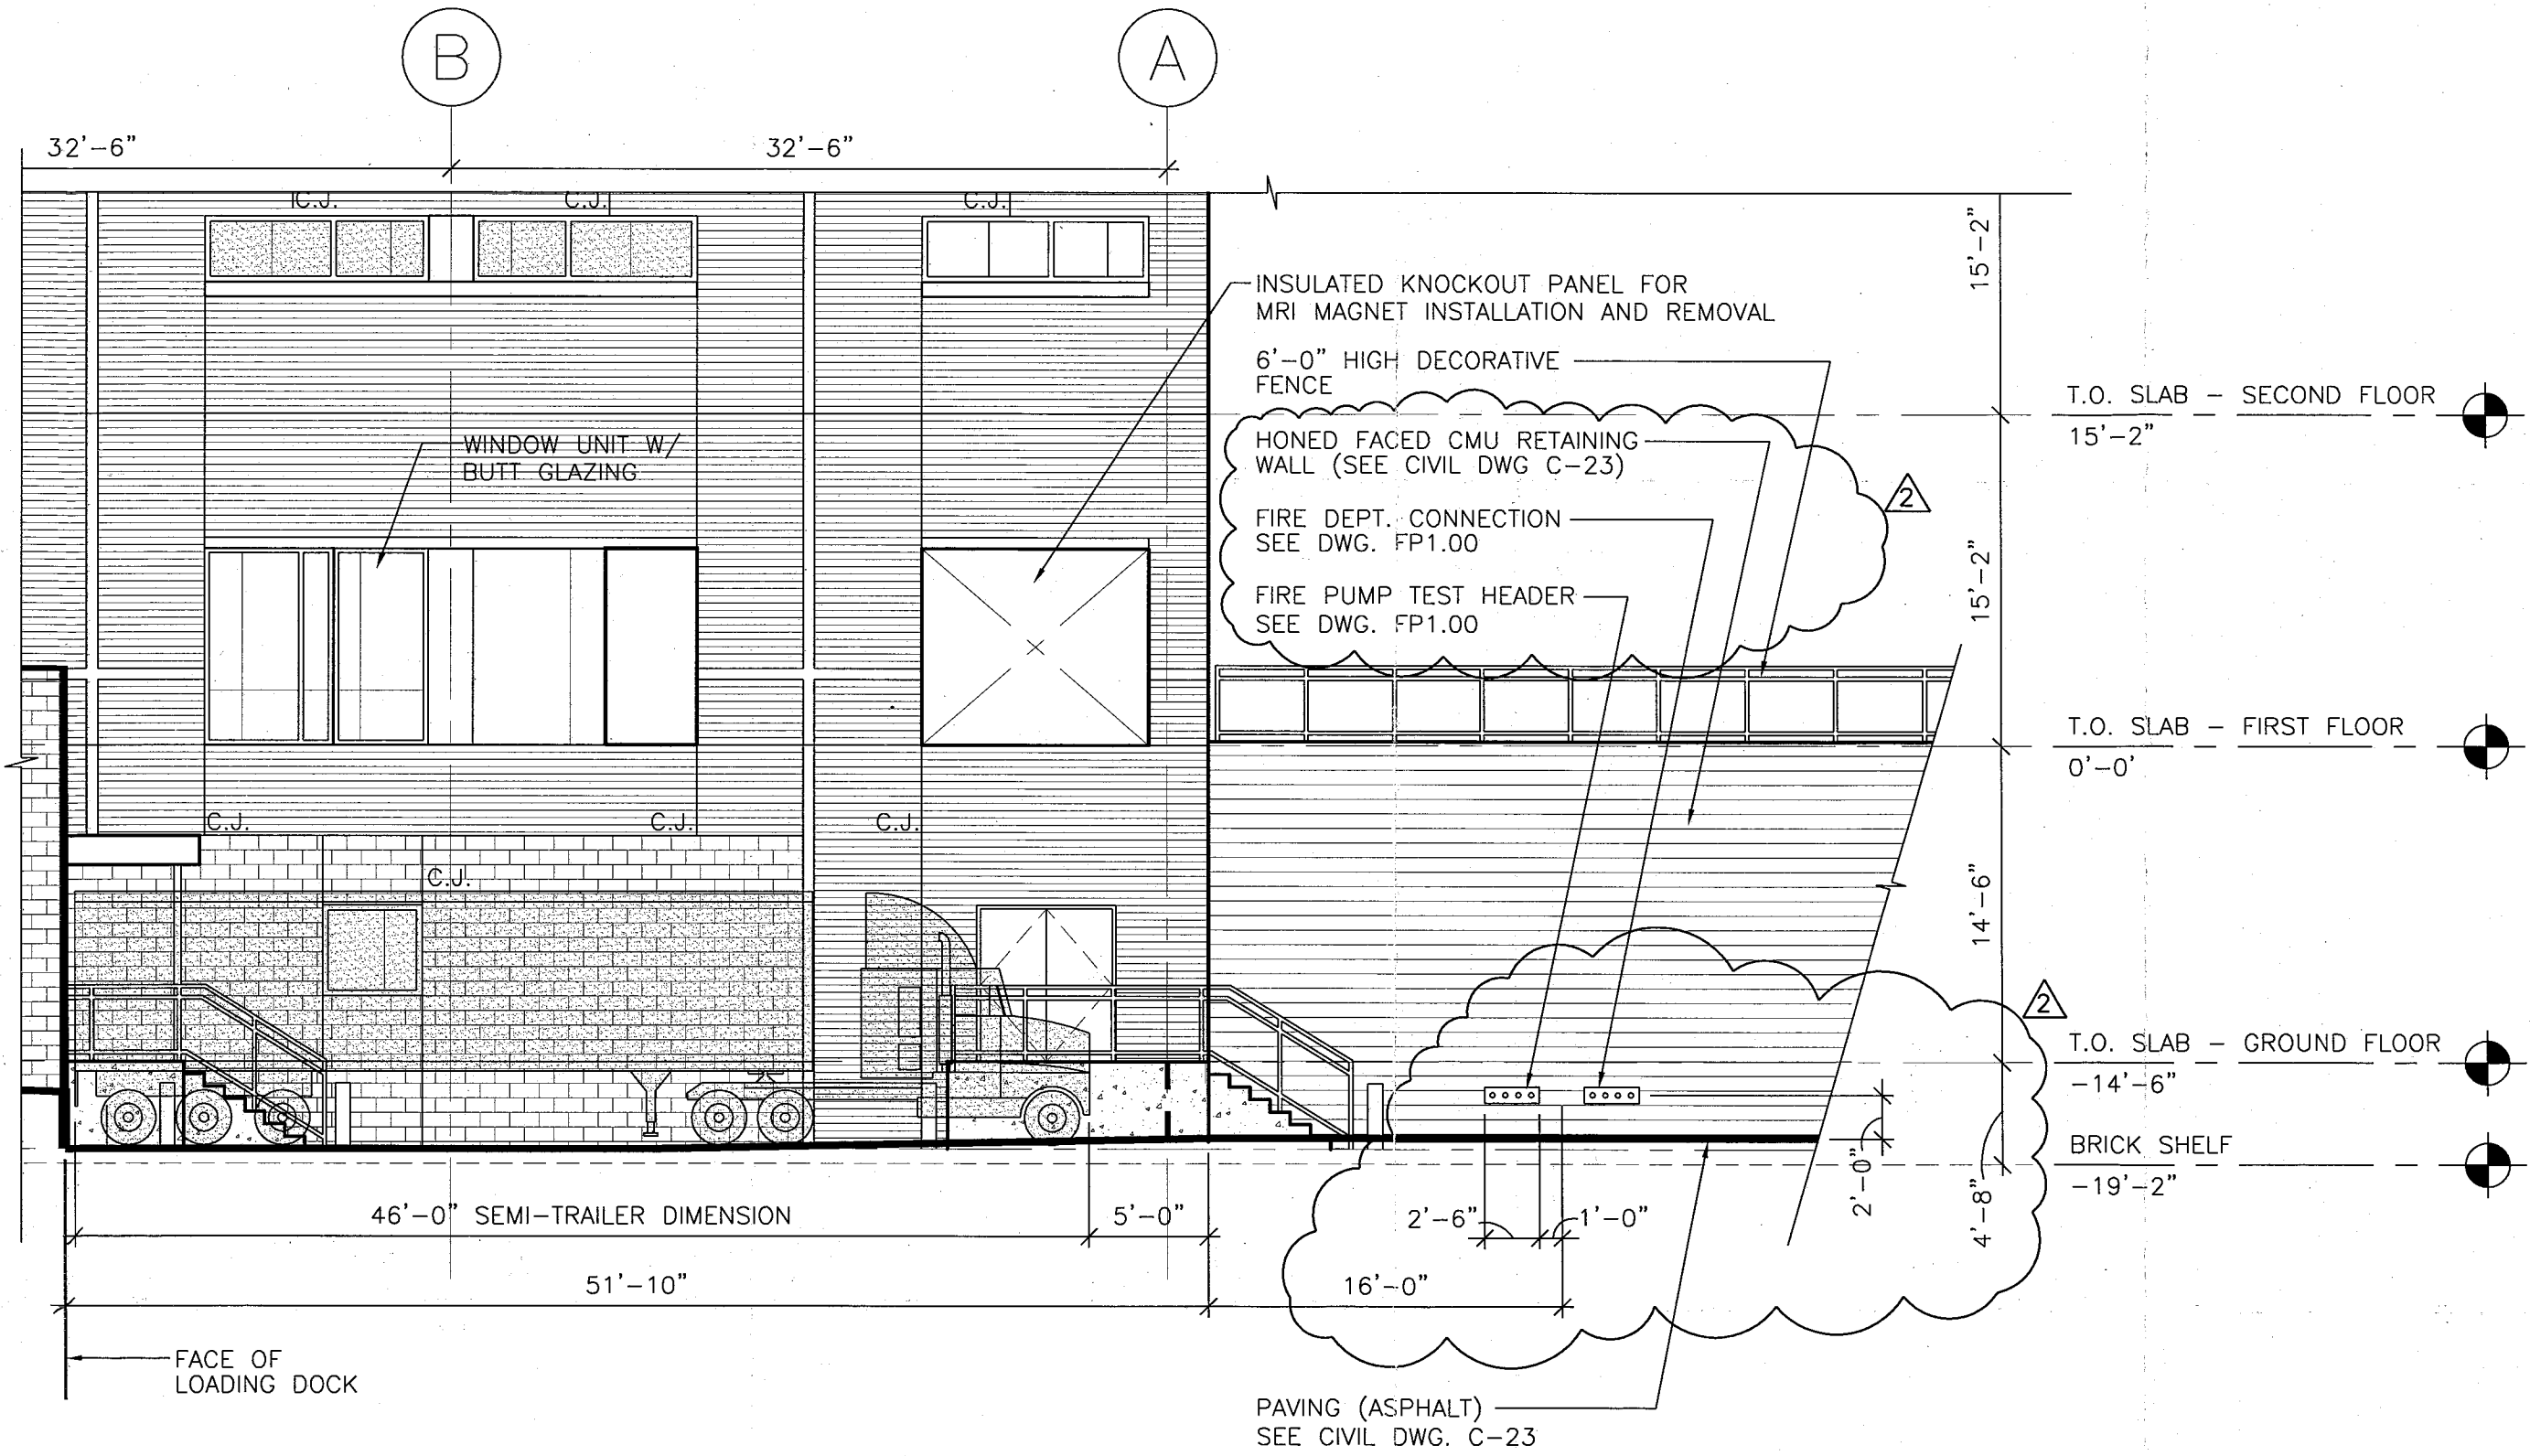 B
A
32'-6"
32'-6"
C.J.
C.J.
C.J.
15'-2"
INSULATED KNOCKOUT PANEL FOR
MRI MAGNET INSTALLATION AND REMOVAL
6'-0" HIGH DECORATIVE
FENCE
T.O. SLAB - SECOND FLOOR
15'-2"
WINDOW UNIT W/
BUTT GLAZING
HONED FACED CMU RETAINING
WALL (SEE CIVIL DWG C-23)
2
FIRE DEPT. CONNECTION
SEE DWG. FP1.00
FIRE PUMP TEST HEADER
SEE DWG. FP1.00
15'-2"
T.O. SLAB - FIRST FLOOR
0'-0'
C.J.
C.J.
C.J.
C.J.
14'-6"
2
T.O. SLAB - GROUND FLOOR
-14'-6"
BRICK SHELF
-19'-2"
2'-0"
4'-8"
46'-0" SEMI-TRAILER DIMENSION
5'-0"
2'-6"
1'-0"
51'-10"
16'-0"
FACE OF
LOADING DOCK
PAVING (ASPHALT)
SEE CIVIL DWG. C-23